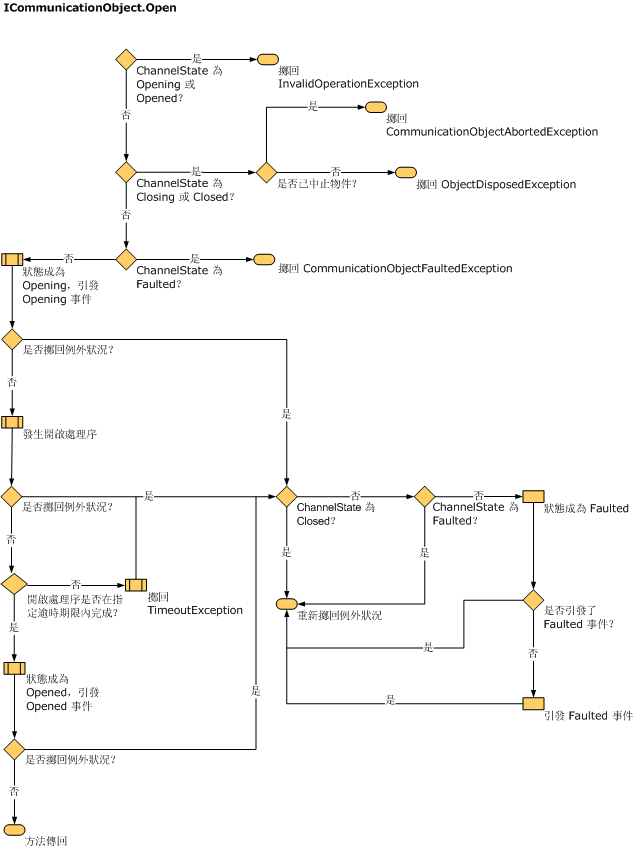 ICommunicationObject.Open
是
ChannelState 為
Opening 或
Opened？
擲回
InvalidOperationException
否
是
擲回
CommunicationObjectAbortedException
是
ChannelState 為
Closing 或 Closed？
否
是否已中止物件？
擲回 ObjectDisposedException
否
否
是
ChannelState 為
Faulted？
擲回 CommunicationObjectFaultedException
狀態成為
Opening，引發
Opening 事件
是否擲回例外狀況？
否
是
發生開啟處理序
是否擲回例外狀況？
是
ChannelState 為
Closed？
否
ChannelState 為
Faulted？
否
狀態成為 Faulted
否
是
是
開啟處理序是否在指
定逾時期限內完成？
否
擲回
TimeoutException
重新擲回例外狀況
是否引發了
Faulted 事件？
是
是
否
狀態成為
Opened，引發
Opened 事件
是
是
引發 Faulted 事件
是否擲回例外狀況？
否
方法傳回